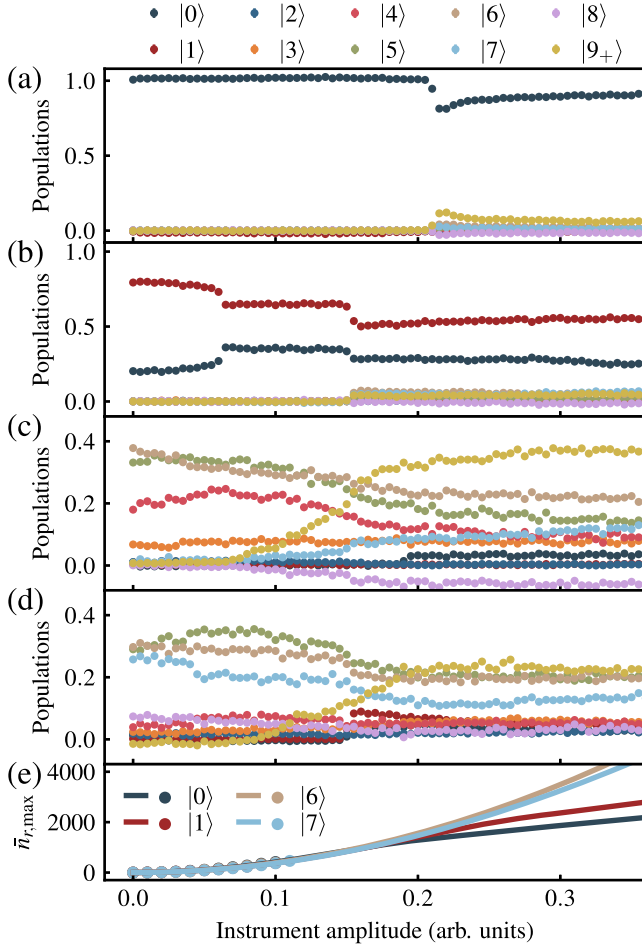 |0⟩ |2⟩ |4⟩ |6⟩ |8⟩
|1⟩ |3⟩ |5⟩ |7⟩ |9₊⟩
(a)
1.0
0.5
0.0
Populations
(b)
1.0
0.5
0.0
Populations
(c)
0.4
0.2
0.0
Populations
(d)
0.4
0.2
0.0
Populations
(e)
4000
2000
0
n̄r,max
|0⟩ |6⟩
|1⟩ |7⟩
0.0 0.1 0.2 0.3
Instrument amplitude (arb. units)